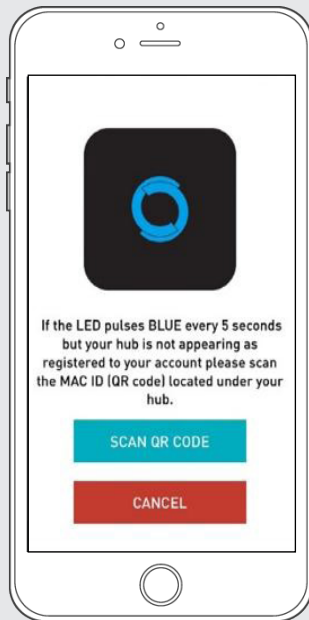 If the LED pulses BLUE every 5 seconds
but your hub is not appearing as
registered to your account please scan
the MAC ID (QR code) located under your
hub.
SCAN QR CODE
CANCEL